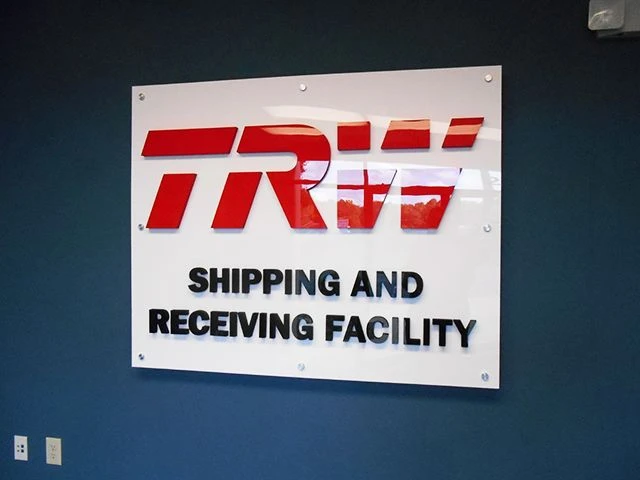 TRW
SHIPPING AND
RECEIVING FACILITY